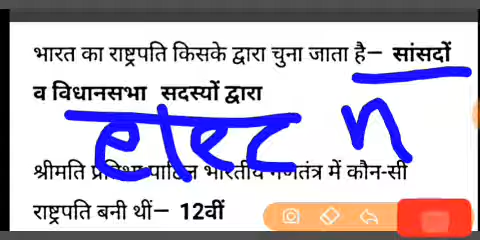 भारत का राष्ट्रपति किसके द्वारा चुना जाता है– सांसदों
व विधानसभा सदस्यों द्वारा
श्रीमति प्रतिभा पाटिल भारतीय गणतंत्र में कौन-सी
राष्ट्रपति बनी थीं– 12वीं